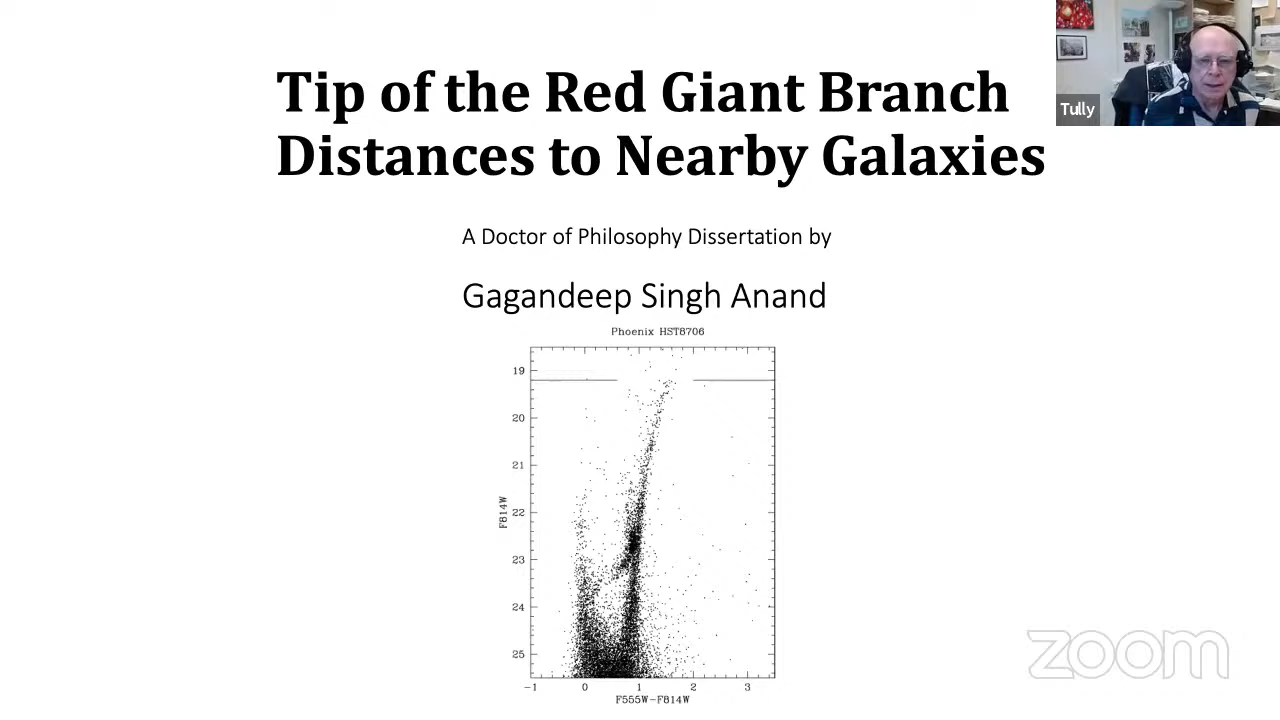 Tip of the Red Giant Branch
Distances to Nearby Galaxies
Tully
A Doctor of Philosophy Dissertation by
Gagandeep Singh Anand
Phoenix HST8706
19
20
21
22
23
24
25
F814W
-1 0 1 2 3
F555W-F814W
zoom